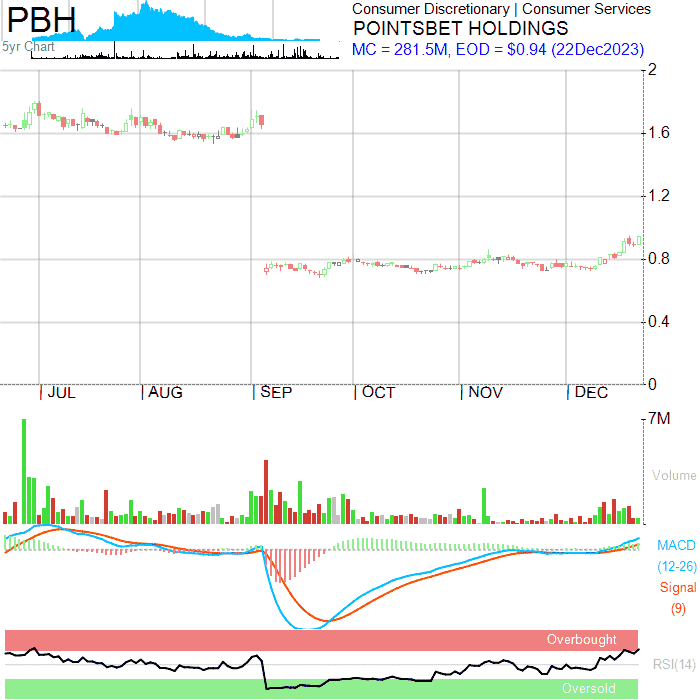 PBH
5yr Chart
Consumer Discretionary | Consumer Services
POINTSBET HOLDINGS
MC = 281.5M, EOD = $0.94 (22Dec2023)
2
1.6
1.2
0.8
0.4
0
JUL
AUG
SEP
OCT
NOV
DEC
7M
Volume
MACD
(12-26)
Signal
(9)
Overbought
RSI(14)
Oversold